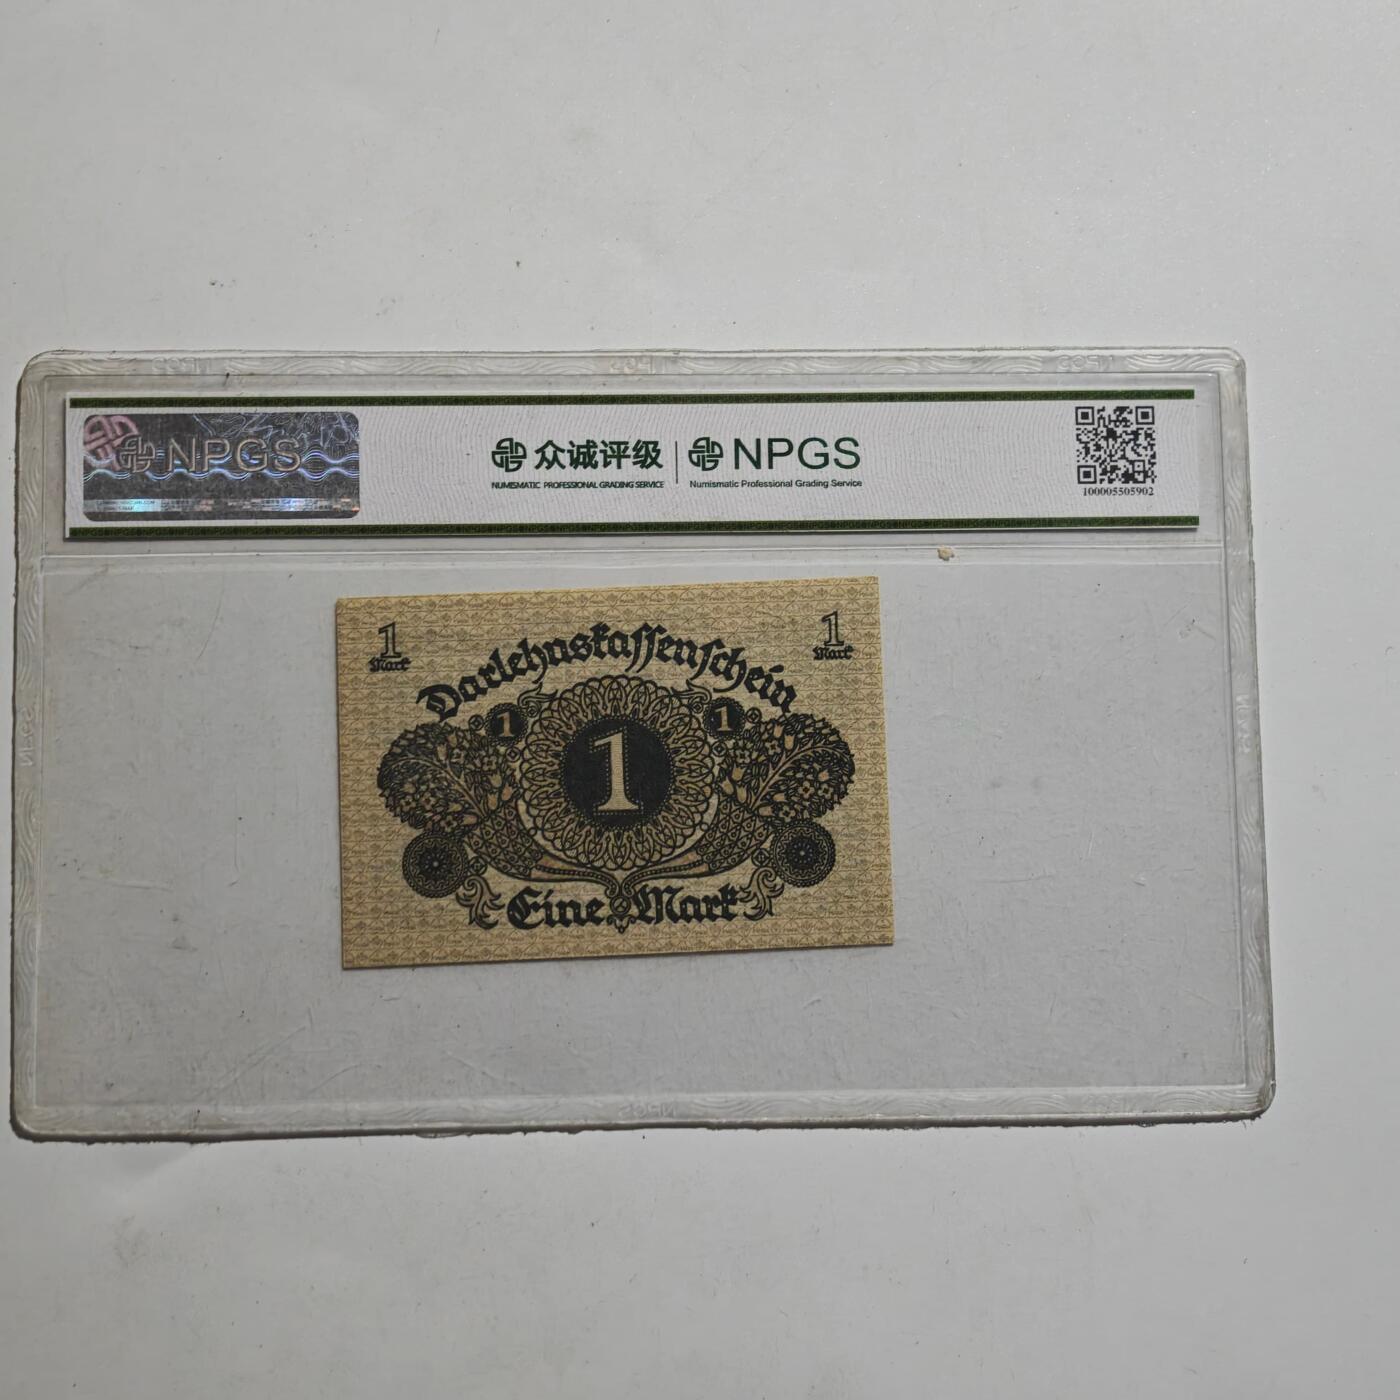 NPGS
众诚评级
NUMISMATIC PROFESSIONAL GRADING SERVICE
NPGS
Numismatic Professional Grading Service
100005505902
1
Mark
1
Mark
Darlehnskassenschein
1
1
1
Eine Mark